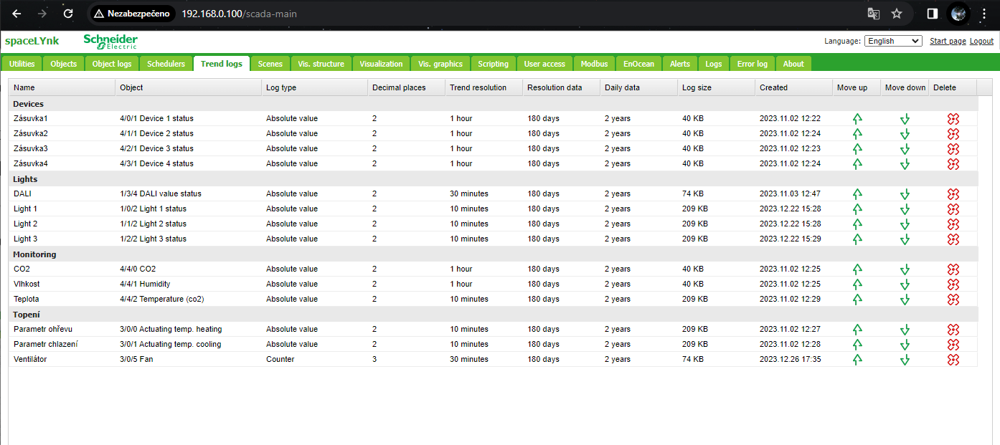 Nezabezpečeno 192.168.0.100/scada-main
spaceLYnk Schneider Electric Language: English Start page Logout
Utilities Objects Object logs Schedulers Trend logs Scenes Vis. structure Visualization Vis. graphics Scripting User access Modbus EnOcean Alerts Logs Error log About
Name Object Log type Decimal places Trend resolution Resolution data Daily data Log size Created Move up Move down Delete
Devices
Zásuvka1 4/0/1 Device 1 status Absolute value 2 1 hour 180 days 2 years 40 KB 2023.11.02 12:22
Zásuvka2 4/1/1 Device 2 status Absolute value 2 1 hour 180 days 2 years 40 KB 2023.11.02 12:24
Zásuvka3 4/2/1 Device 3 status Absolute value 2 1 hour 180 days 2 years 40 KB 2023.11.02 12:23
Zásuvka4 4/3/1 Device 4 status Absolute value 2 1 hour 180 days 2 years 40 KB 2023.11.02 12:24
Lights
DALI 1/3/4 DALI value status Absolute value 2 30 minutes 180 days 2 years 74 KB 2023.11.03 12:47
Light 1 1/0/2 Light 1 status Absolute value 2 10 minutes 180 days 2 years 209 KB 2023.12.22 15:28
Light 2 1/1/2 Light 2 status Absolute value 2 10 minutes 180 days 2 years 209 KB 2023.12.22 15:28
Light 3 1/2/2 Light 3 status Absolute value 2 10 minutes 180 days 2 years 209 KB 2023.12.22 15:29
Monitoring
CO2 4/4/0 CO2 Absolute value 2 1 hour 180 days 2 years 40 KB 2023.11.02 12:25
Vlhkost 4/4/1 Humidity Absolute value 2 1 hour 180 days 2 years 40 KB 2023.11.02 12:25
Teplota 4/4/2 Temperature (co2) Absolute value 2 10 minutes 180 days 2 years 209 KB 2023.11.02 12:29
Topení
Parametr ohřevu 3/0/0 Actuating temp. heating Absolute value 2 10 minutes 180 days 2 years 209 KB 2023.11.02 12:27
Parametr chlazení 3/0/1 Actuating temp. cooling Absolute value 2 10 minutes 180 days 2 years 209 KB 2023.11.02 12:28
Ventilátor 3/0/5 Fan Counter 3 30 minutes 180 days 2 years 74 KB 2023.12.26 17:35